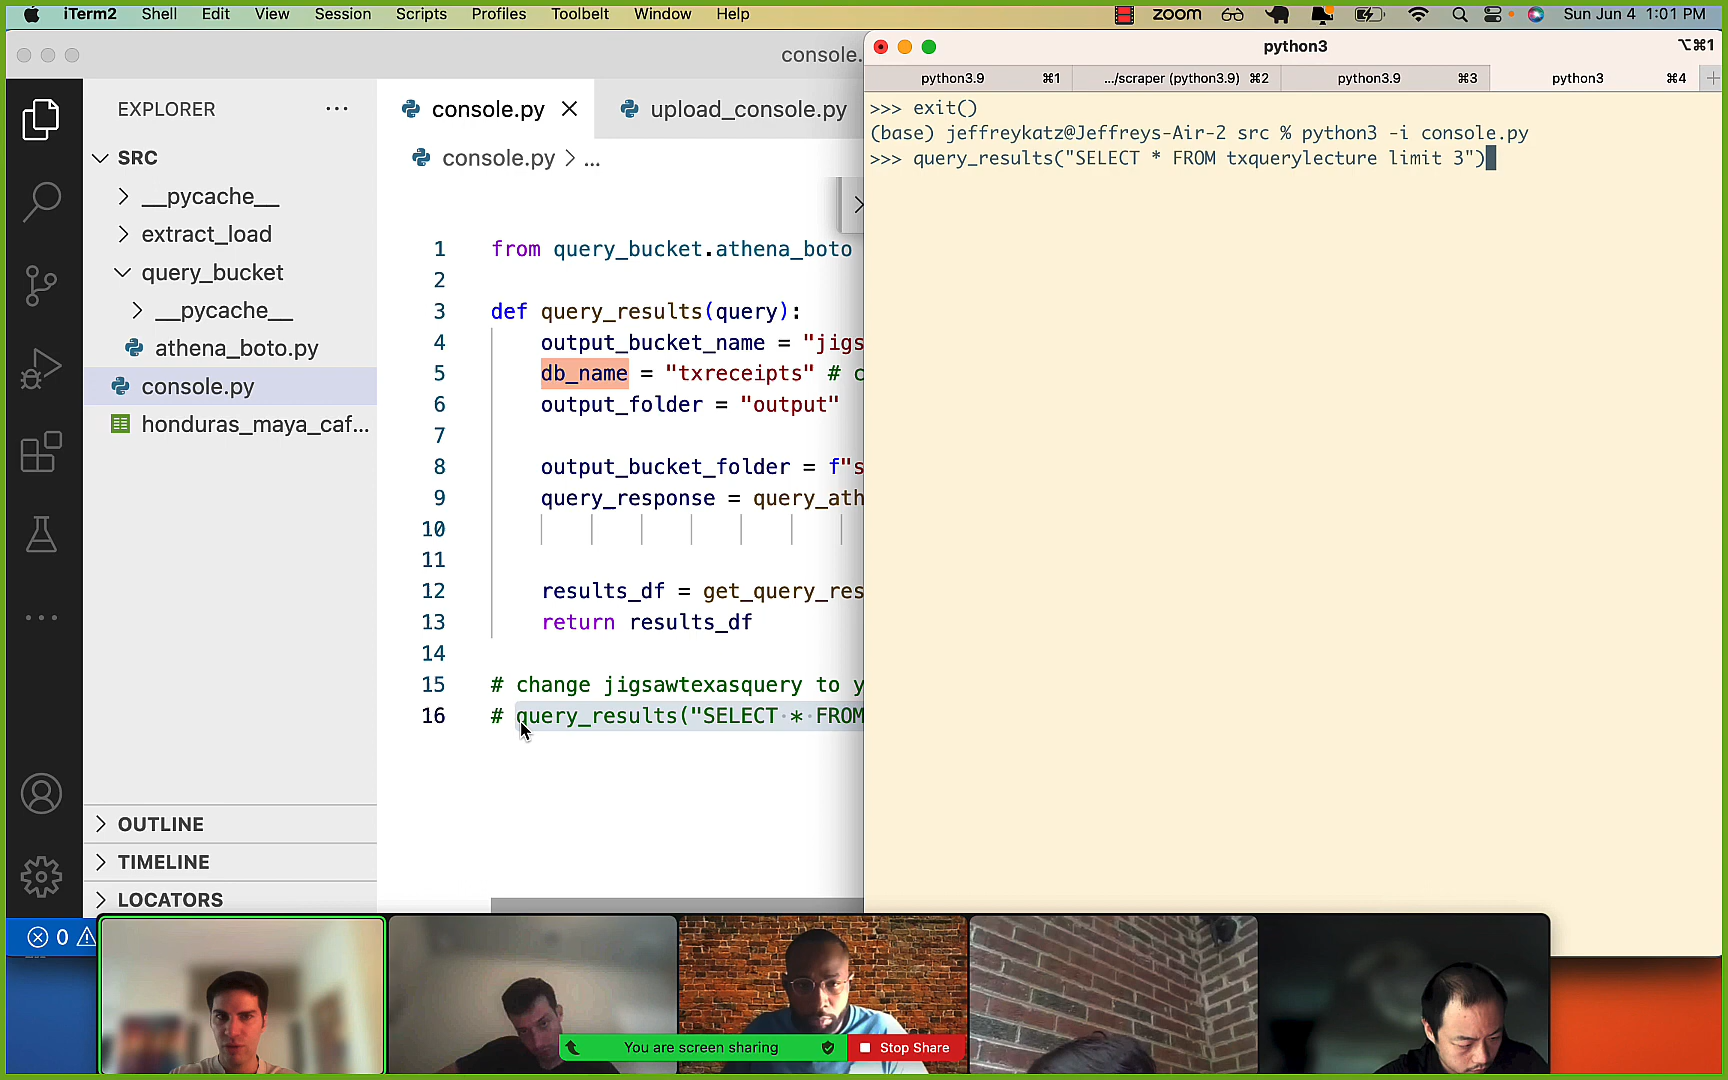 iTerm2 Shell Edit View Session Scripts Profiles Toolbelt Window Help zoom Sun Jun 4 1:01 PM
console.
python3 ⌥⌘1
python3.9 ⌘1 .../scraper (python3.9) ⌘2 python3.9 ⌘3 python3 ⌘4
EXPLORER ...
console.py upload_console.py
>>> exit()
(base) jeffreykatz@Jeffreys-Air-2 src % python3 -i console.py
>>> query_results("SELECT * FROM txquerylecture limit 3")
SRC
console.py > ...
__pycache__
extract_load
query_bucket
__pycache__
athena_boto.py
console.py
honduras_maya_caf...
1 from query_bucket.athena_boto
2
3 def query_results(query):
4 output_bucket_name = "jigs
5 db_name = "txreceipts" # c
6 output_folder = "output"
7
8 output_bucket_folder = f"s
9 query_response = query_ath
10
11
12 results_df = get_query_res
13 return results_df
14
15 # change jigsawtexasquery to y
16 # query_results("SELECT * FROM
OUTLINE
TIMELINE
LOCATORS
0
You are screen sharing Stop Share